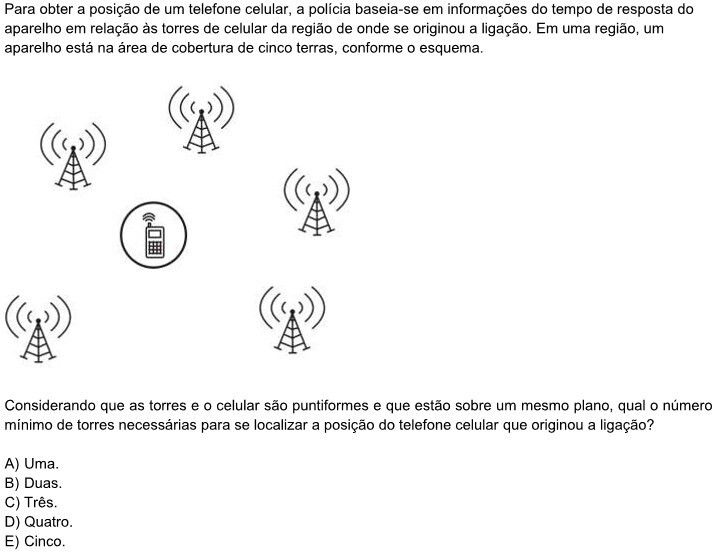 Para obter a posição de um telefone celular, a polícia baseia-se em informações do tempo de resposta do
aparelho em relação às torres de celular da região de onde se originou a ligação. Em uma região, um
aparelho está na área de cobertura de cinco terras, conforme o esquema.
Considerando que as torres e o celular são puntiformes e que estão sobre um mesmo plano, qual o número
mínimo de torres necessárias para se localizar a posição do telefone celular que originou a ligação?
A) Uma.
B) Duas.
C) Três.
D) Quatro.
E) Cinco.